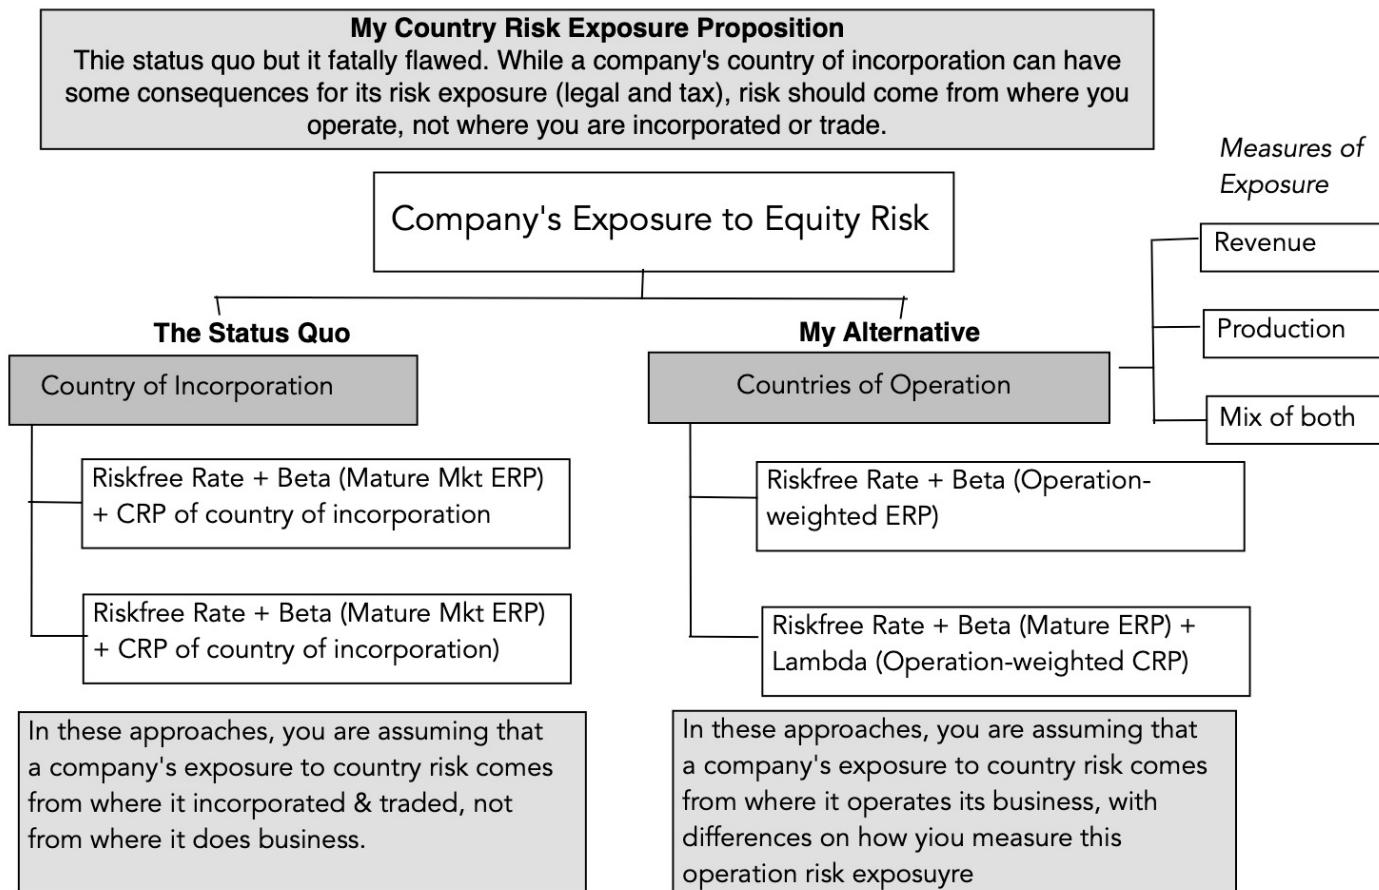 My Country Risk Exposure Proposition
Thie status quo but it fatally flawed. While a company's country of incorporation can have
some consequences for its risk exposure (legal and tax), risk should come from where you
operate, not where you are incorporated or trade.
Measures of
Exposure
Company's Exposure to Equity Risk
Revenue
Production
Mix of both
The Status Quo
Country of Incorporation
Riskfree Rate + Beta (Mature Mkt ERP)
+ CRP of country of incorporation
Riskfree Rate + Beta (Mature Mkt ERP)
+ CRP of country of incorporation)
In these approaches, you are assuming that
a company's exposure to country risk comes
from where it incorporated & traded, not
from where it does business.
My Alternative
Countries of Operation
Riskfree Rate + Beta (Operation-
weighted ERP)
Riskfree Rate + Beta (Mature ERP) +
Lambda (Operation-weighted CRP)
In these approaches, you are assuming that
a company's exposure to country risk comes
from where it operates its business, with
differences on how yiou measure this
operation risk exposuyre